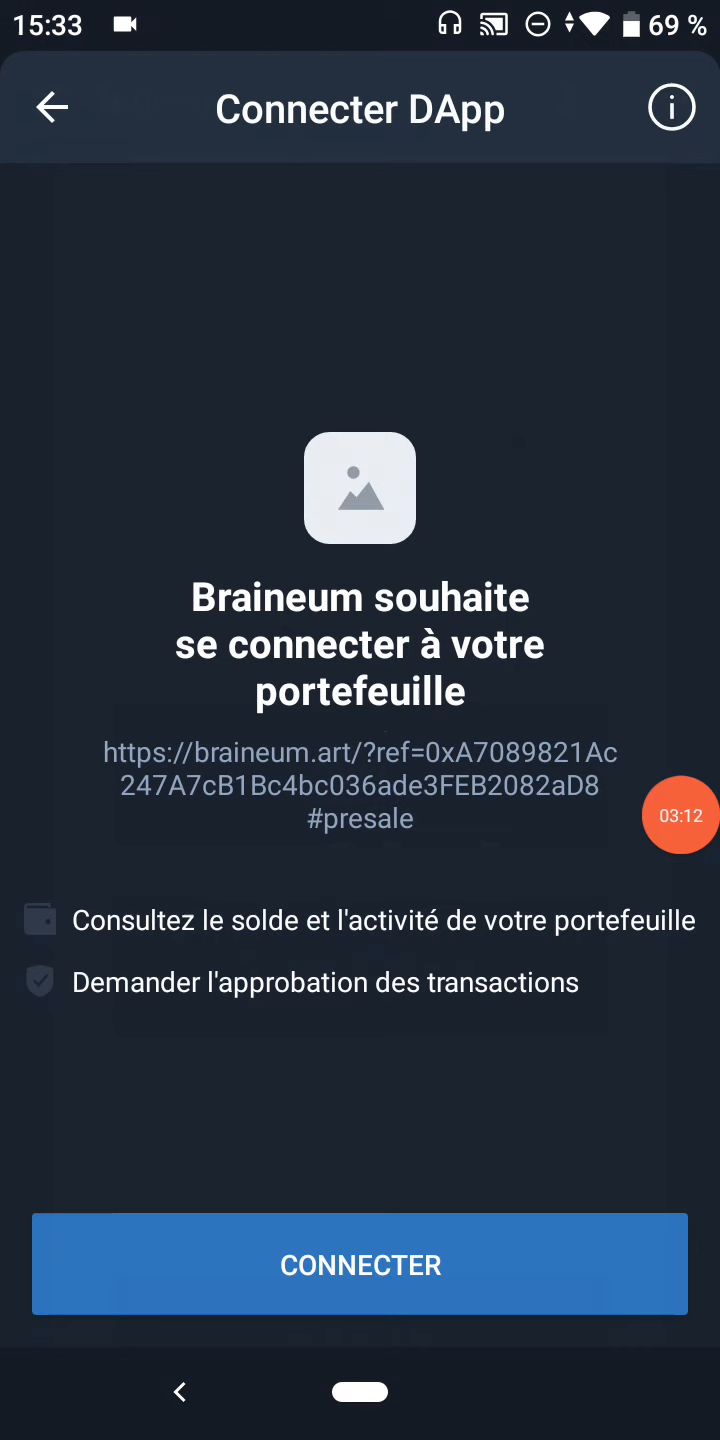 15:33
69 %
Connecter DApp
Braineum souhaite
se connecter à votre
portefeuille
https://braineum.art/?ref=0xA7089821Ac
247A7cB1Bc4bc036ade3FEB2082aD8
#presale
03:12
Consultez le solde et l'activité de votre portefeuille
Demander l'approbation des transactions
CONNECTER